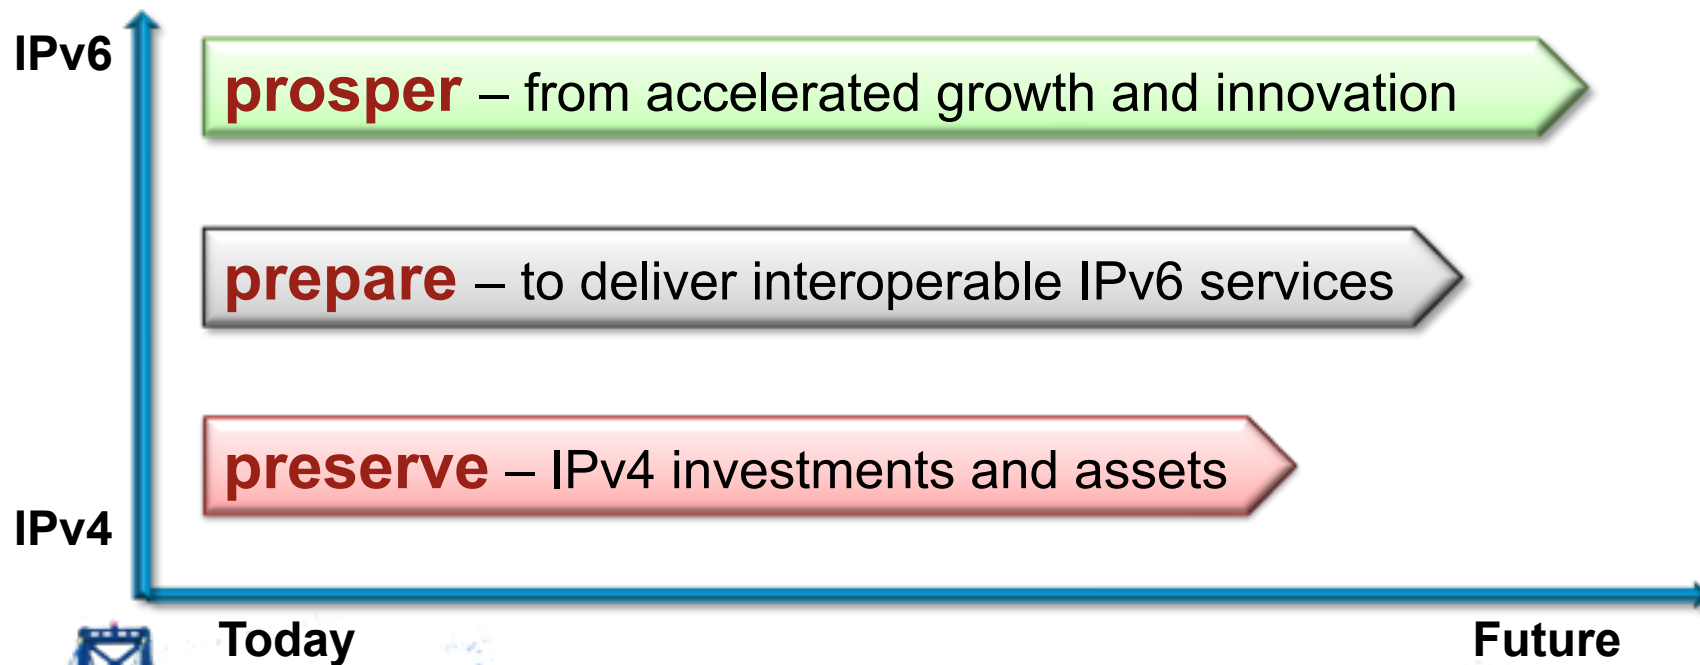 IPv6
prosper – from accelerated growth and innovation
prepare – to deliver interoperable IPv6 services
preserve – IPv4 investments and assets
IPv4
Today
Future